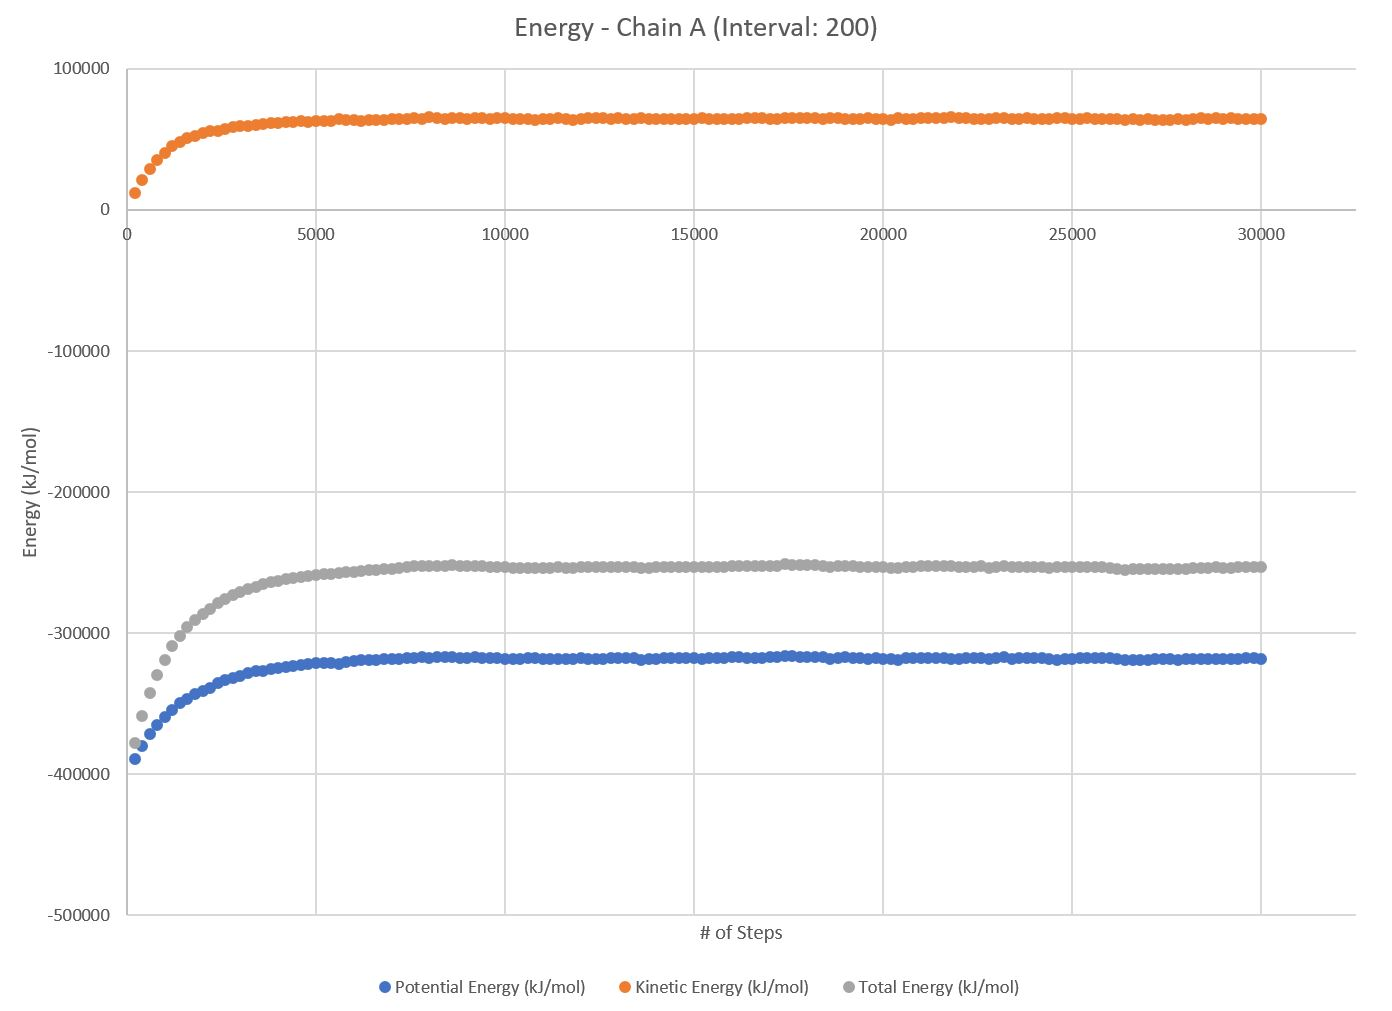 Energy - Chain A (Interval: 200)
100000
0
0 5000 10000 15000 20000 25000 30000
-100000
Energy (kJ/mol)
-200000
-300000
-400000
-500000
# of Steps
Potential Energy (kJ/mol) Kinetic Energy (kJ/mol) Total Energy (kJ/mol)